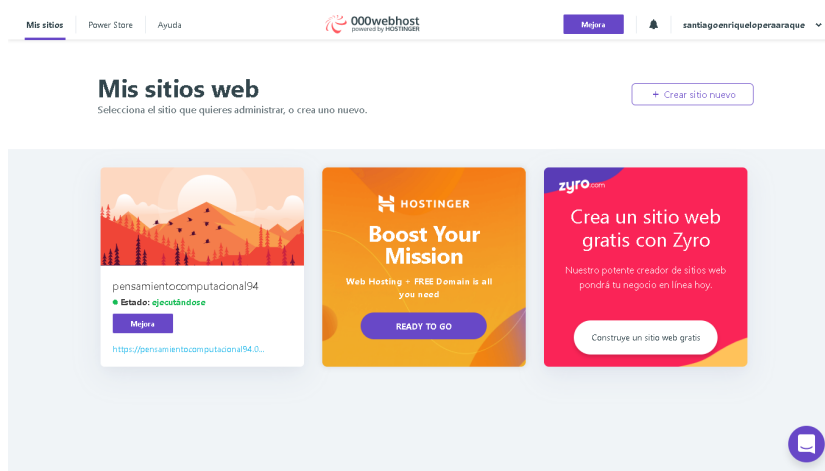 Mis sitios
Power Store
Ayuda
000webhost
powered by HOSTINGER
Mejora
santiagoenriqueloperaaraque
Mis sitios web
Selecciona el sitio que quieres administrar, o crea uno nuevo.
+ Crear sitio nuevo
pensamientocomputacional94
Estado: ejecutándose
Mejora
https://pensamientocomputacional94.0...
HOSTINGER
Boost Your
Mission
Web Hosting + FREE Domain is all
you need
READY TO GO
zyro.com
Crea un sitio web
gratis con Zyro
Nuestro potente creador de sitios web
pondrá tu negocio en línea hoy.
Construye un sitio web gratis